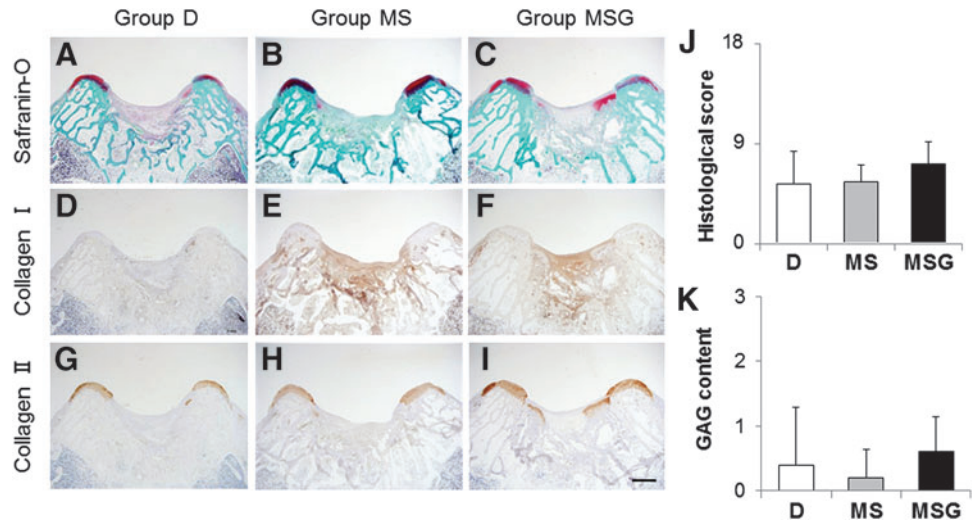 Group D
Group MS
Group MSG
Safranin-O
A
B
C
Collagen I
D
E
F
Collagen II
G
H
I
J
Histological score
18
9
0
D
MS
MSG
K
GAG content
3
2
1
0
D
MS
MSG